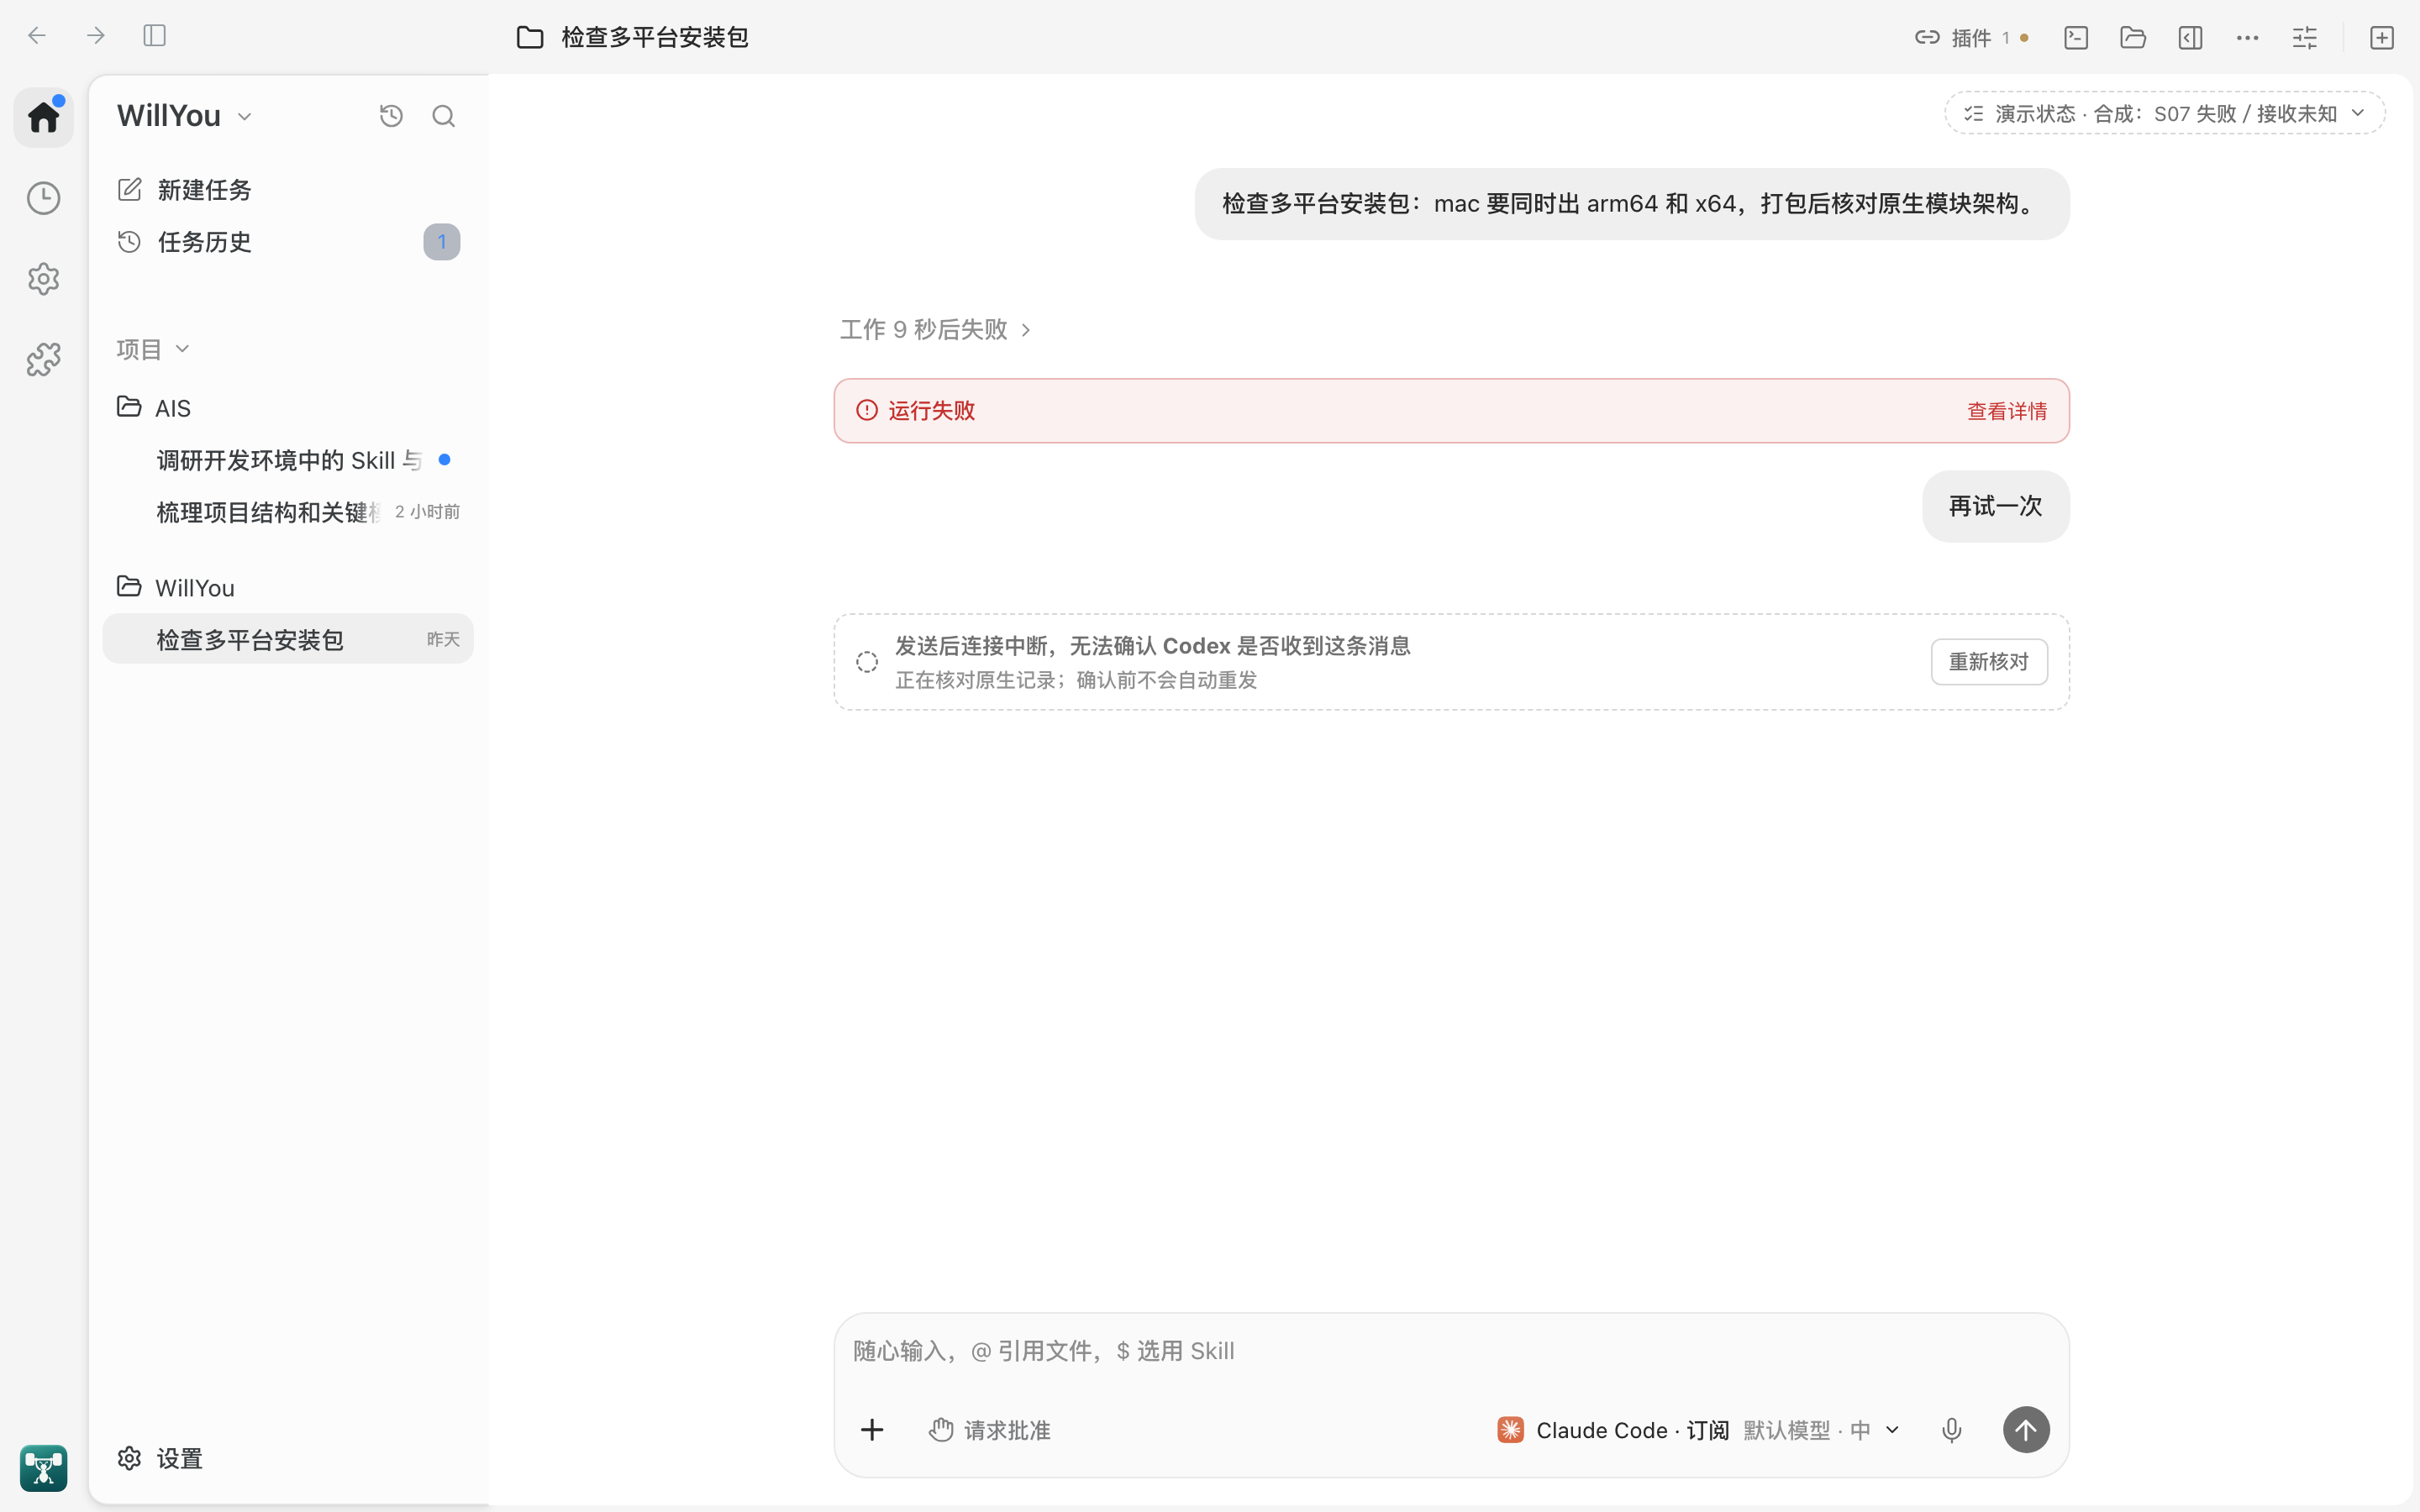 检查多平台安装包
插件 1
WillYou
演示状态 · 合成：S07 失败 / 接收未知
新建任务
检查多平台安装包：mac 要同时出 arm64 和 x64，打包后核对原生模块架构。
任务历史
1
工作 9 秒后失败
项目
AIS
运行失败
查看详情
调研开发环境中的 Skill 与
梳理项目结构和关键
2 小时前
再试一次
WillYou
检查多平台安装包
昨天
发送后连接中断，无法确认 Codex 是否收到这条消息
正在核对原生记录；确认前不会自动重发
重新核对
随心输入，@ 引用文件，$ 选用 Skill
请求批准
Claude Code · 订阅 默认模型 · 中
设置